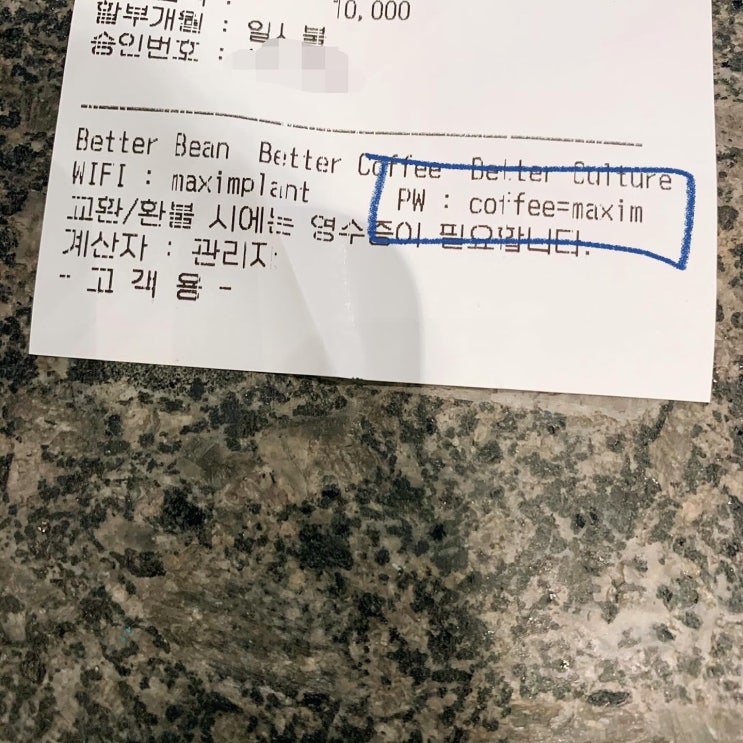 10,000
할부개월 : 일시불
승인번호 :
Better Bean Better Coffee Better Culture
WIFI : maximplant PW : coffee=maxim
교환/환불 시에는 영수증이 필요합니다.
계산자 : 관리자
- 고 객 용 -